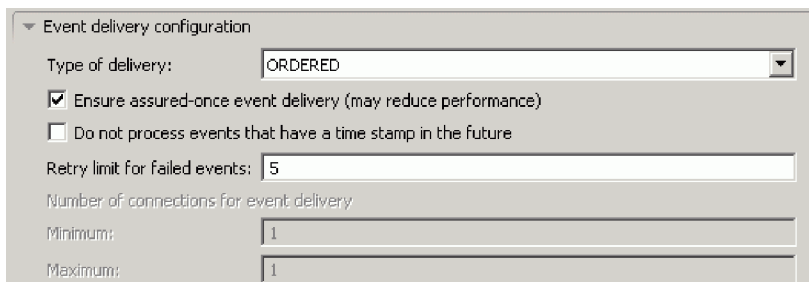 Event delivery configuration
Type of delivery: ORDERED
Ensure assured-once event delivery (may reduce performance)
Do not process events that have a time stamp in the future
Retry limit for failed events: 5
Number of connections for event delivery
Minimum: 1
Maximum: 1